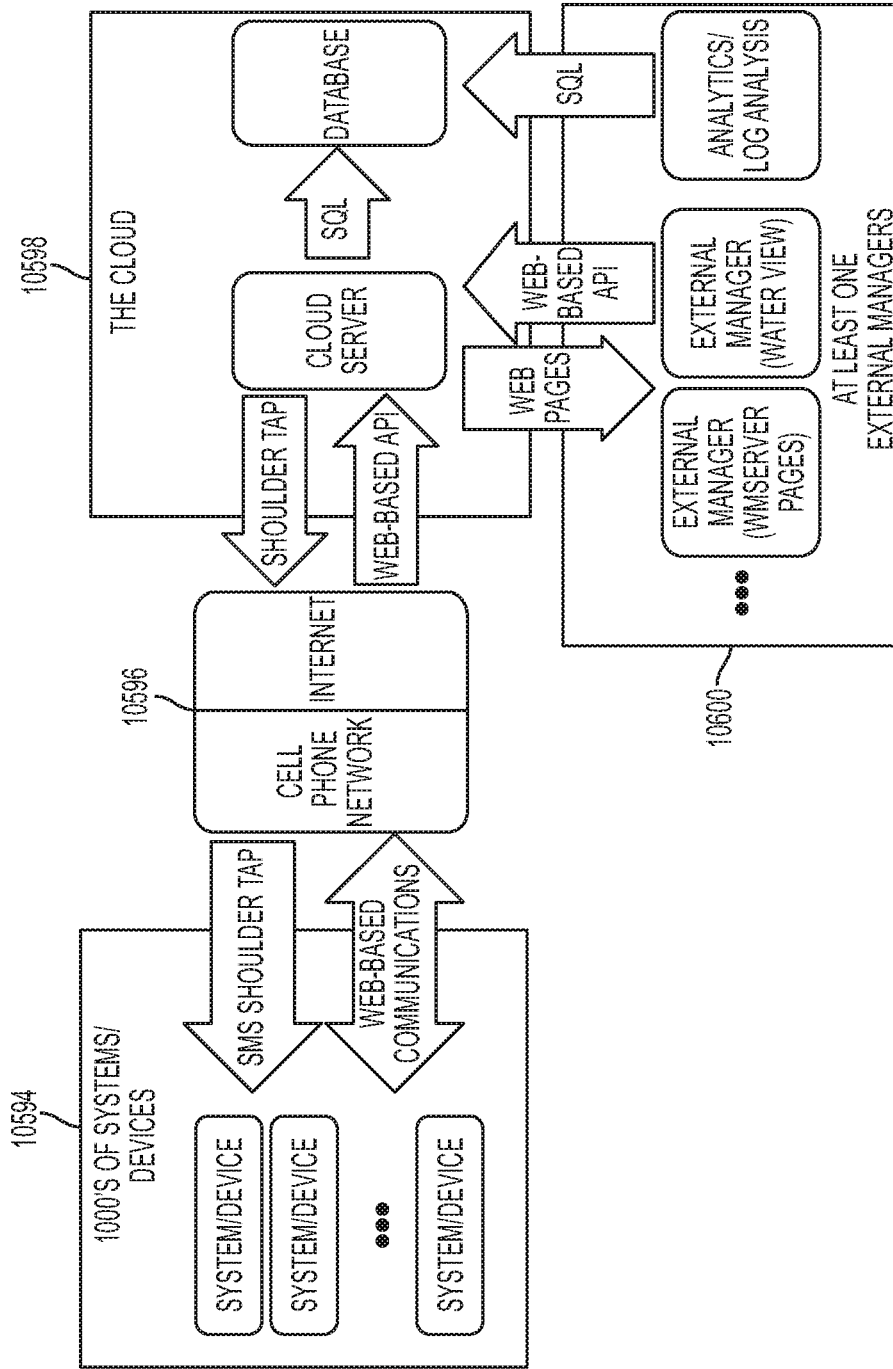 10594
1000'S OF SYSTEMS/
DEVICES
SYSTEM/DEVICE
SYSTEM/DEVICE
SYSTEM/DEVICE
SMS SHOULDER TAP
WEB-BASED
COMMUNICATIONS
10596
CELL
PHONE
NETWORK
INTERNET
SHOULDER TAP
WEB-BASED API
10598
THE CLOUD
CLOUD
SERVER
SQL
DATABASE
WEB
PAGES
WEB-
BASED
API
SQL
10600
EXTERNAL
MANAGER
(WMSERVER
PAGES)
EXTERNAL
MANAGER
(WATER VIEW)
ANALYTICS/
LOG ANALYSIS
AT LEAST ONE
EXTERNAL MANAGERS